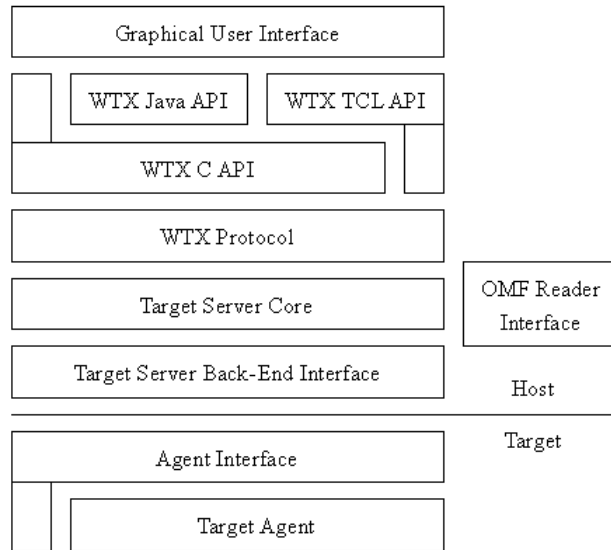 Graphical User Interface
WTX Java API
WTX TCL API
WTX C API
WTX Protocol
Target Server Core
OMF Reader
Interface
Target Server Back-End Interface
Host
Target
Agent Interface
Target Agent